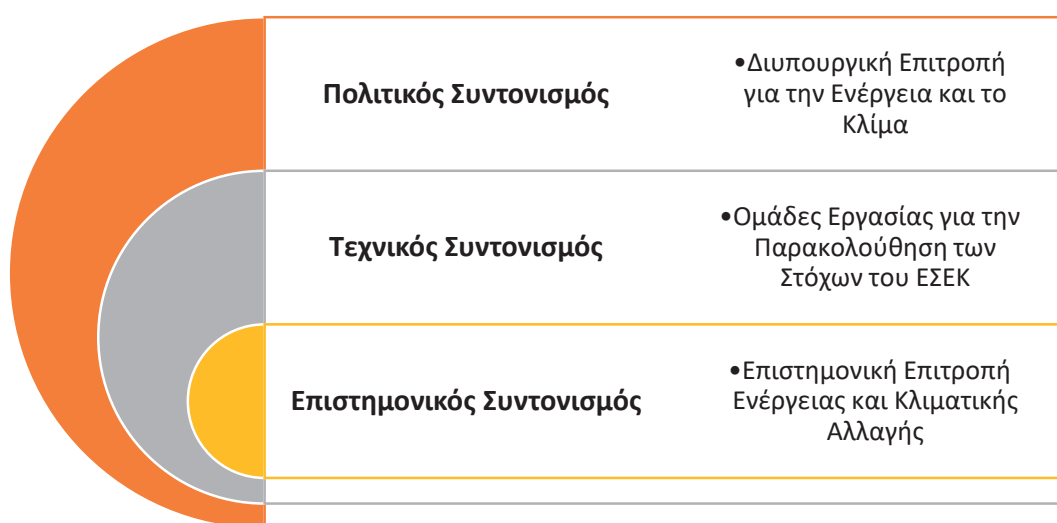 Πολιτικός Συντονισμός
•Διυπουργική Επιτροπή
για την Ενέργεια και το
Κλίμα
Τεχνικός Συντονισμός
•Ομάδες Εργασίας για την
Παρακολούθηση των
Στόχων του ΕΣΕΚ
Επιστημονικός Συντονισμός
•Επιστημονική Επιτροπή
Ενέργειας και Κλιματικής
Αλλαγής